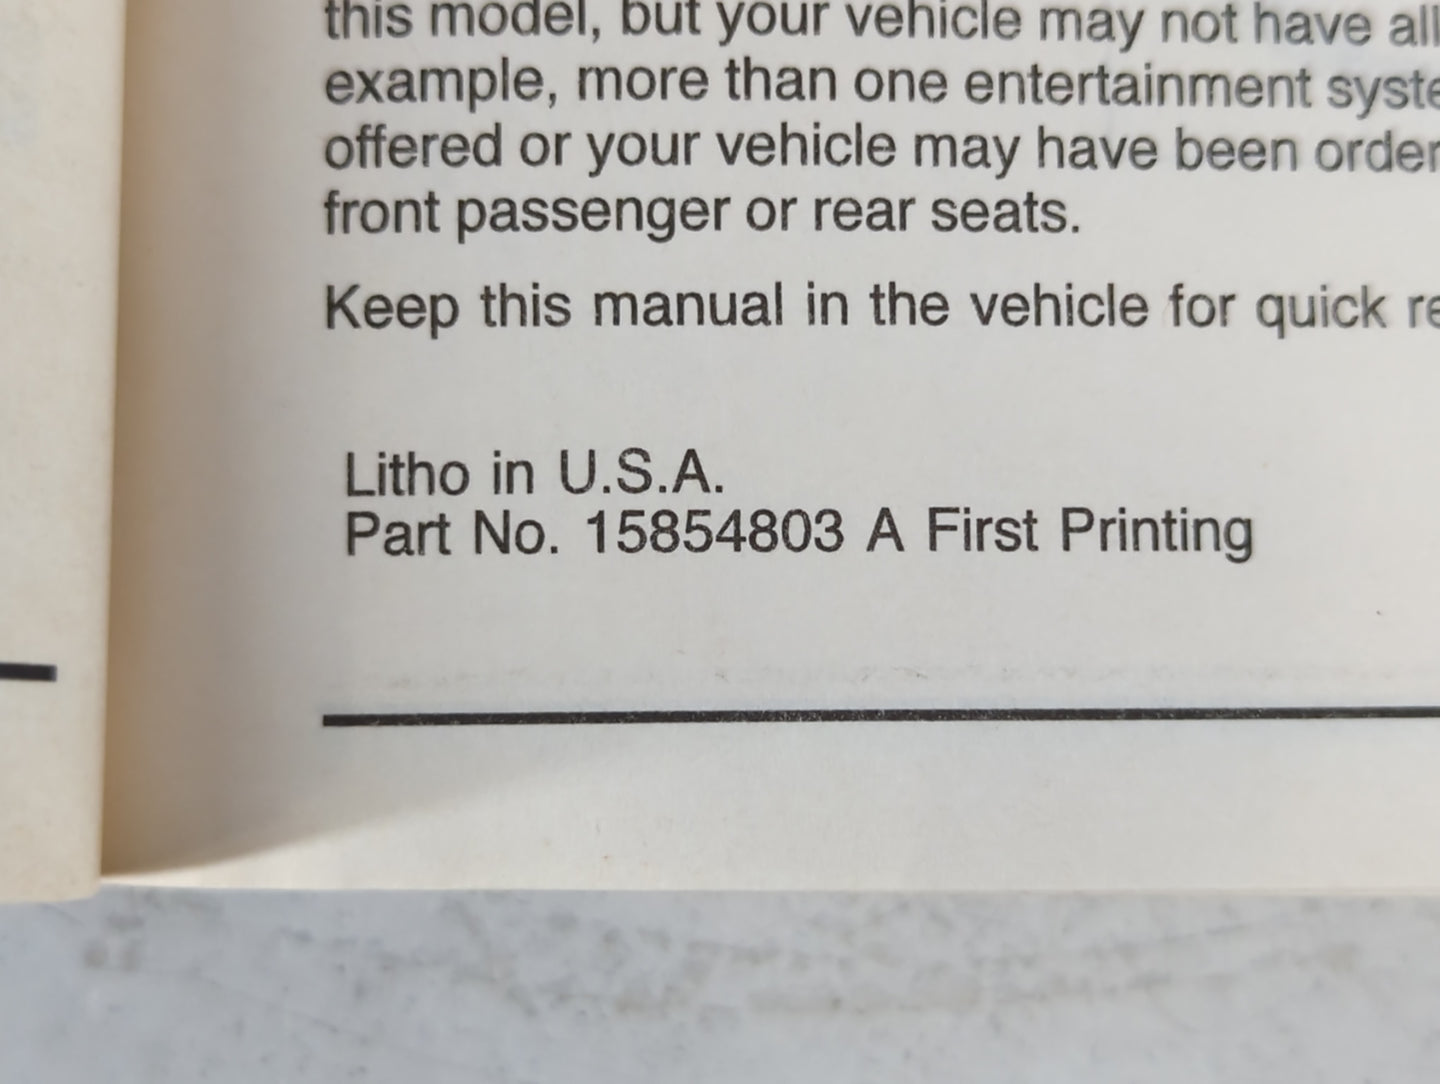 this model, but your vehicle may not have all
example, more than one entertainment syste
offered or your vehicle may have been order
front passenger or rear seats.
Keep this manual in the vehicle for quick re
Litho in U.S.A.
Part No. 15854803 A First Printing